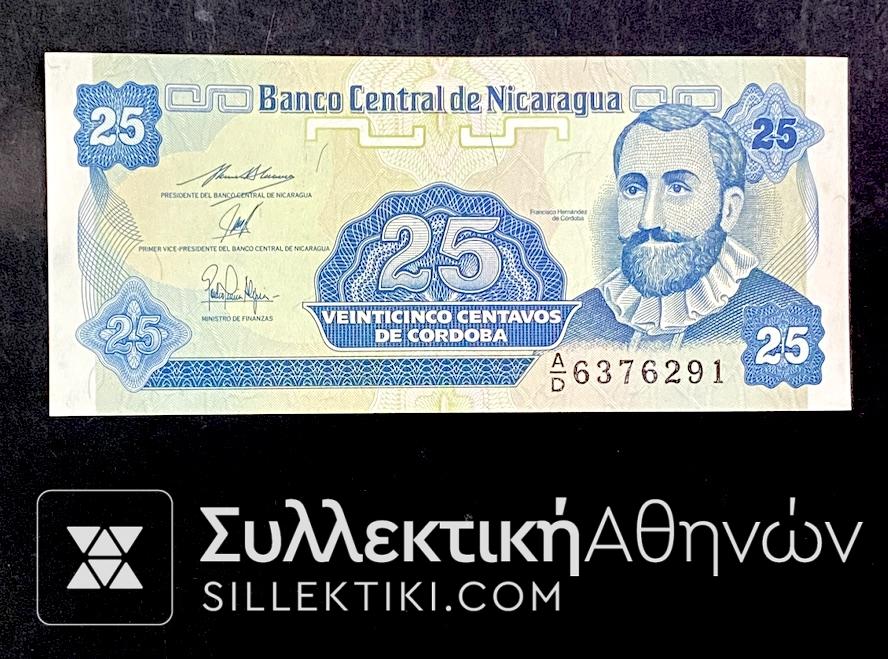 Banco Central de Nicaragua
25
25
PRESIDENTE DEL BANCO CENTRAL DE NICARAGUA
Francisco Hernández
de Córdoba
PRIMER VICE-PRESIDENTE DEL BANCO CENTRAL DE NICARAGUA
25
MINISTRO DE FINANZAS
VEINTICINCO CENTAVOS
DE CORDOBA
25
25
A/D 6376291
ΣυλλεκτικήΑθηνών
SILLEKTIKI.COM